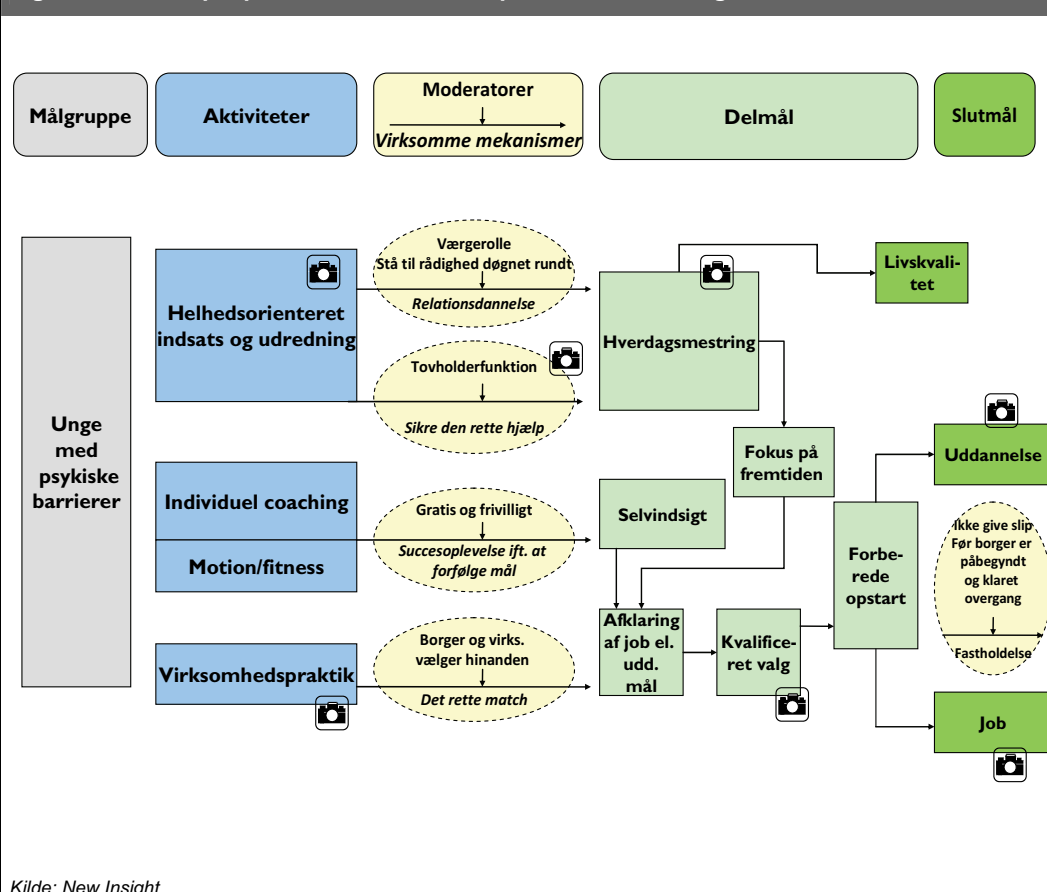 Målgruppe
Aktiviteter
Moderatorer
Virksomme mekanismer
Delmål
Slutmål
Unge
med
psykiske
barrierer
Helhedsorienteret
indsats og udredning
Individuel coaching
Motion/fitness
Virksomhedspraktik
Værgerolle
Stå til rådighed døgnet rundt
Relationsdannelse
Tovholderfunktion
Sikre den rette hjælp
Gratis og frivilligt
Succesoplevelse ift. at
forfølge mål
Borger og virks.
vælger hinanden
Det rette match
Hverdagsmestring
Fokus på
fremtiden
Selvindsigt
Afklaring
af job el.
udd.
mål
Kvalifice-
ret valg
Forbe-
rede
opstart
Livskvali-
tet
Uddannelse
Ikke give slip
Før borger er
påbegyndt
og klaret
overgang
Fastholdelse
Job
Kilde: New Insight